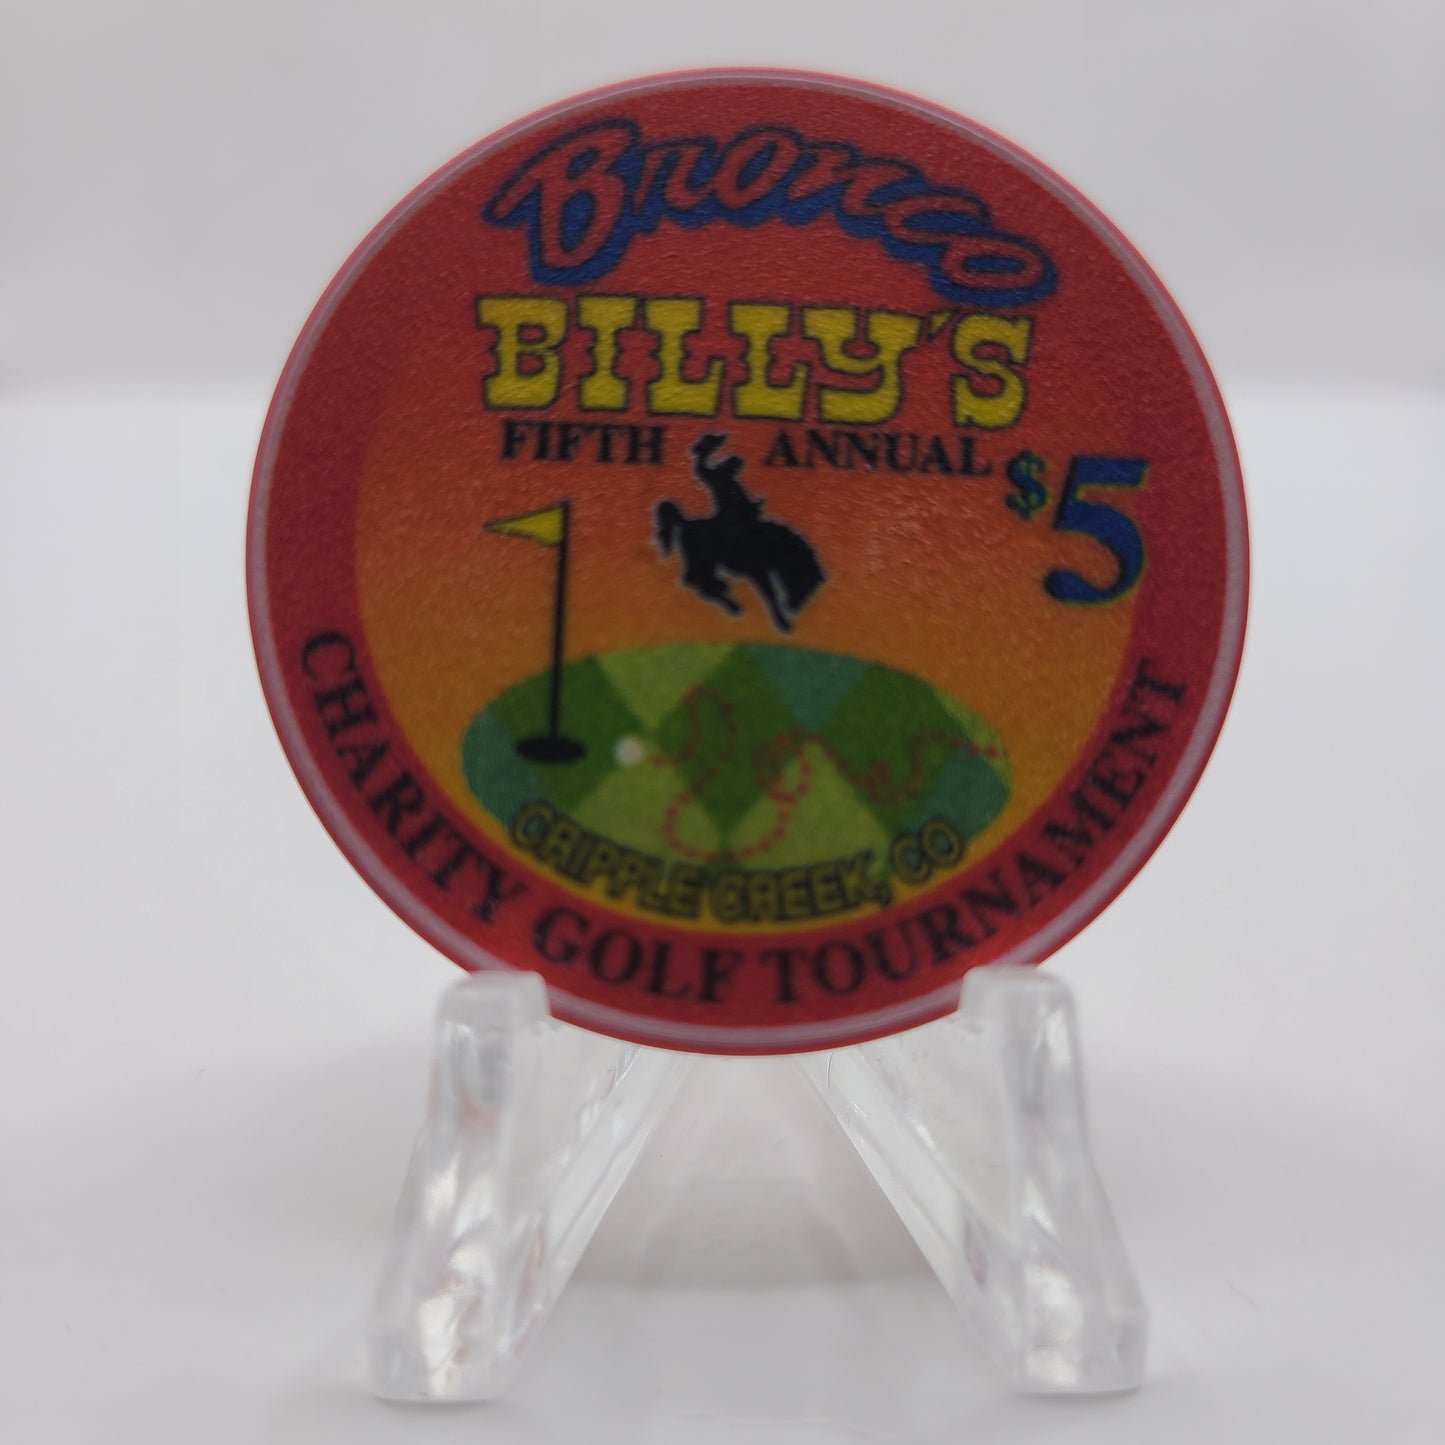 Bronco
BILLY'S
FIFTH ANNUAL
$5
CRIPPLE CREEK, CO
CHARITY GOLF TOURNAMENT